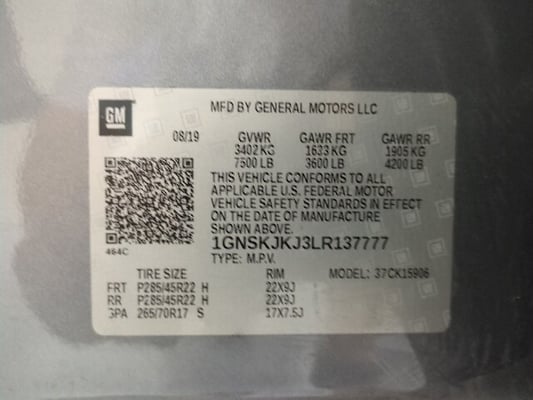 GM
MFD BY GENERAL MOTORS LLC
08/19 GVWR GAWR FRT GAWR RR
3402 KG 1633 KG 1905 KG
7500 LB 3600 LB 4200 LB
THIS VEHICLE CONFORMS TO ALL
APPLICABLE U.S. FEDERAL MOTOR
VEHICLE SAFETY STANDARDS IN EFFECT
ON THE DATE OF MANUFACTURE
SHOWN ABOVE.
464C
1GNSKJKJ3LR137777
TYPE: M.P.V.
TIRE SIZE RIM MODEL: 37CK15906
FRT P285/45R22 H 22X9J
RR P285/45R22 H 22X9J
SPA 265/70R17 S 17X7.5J